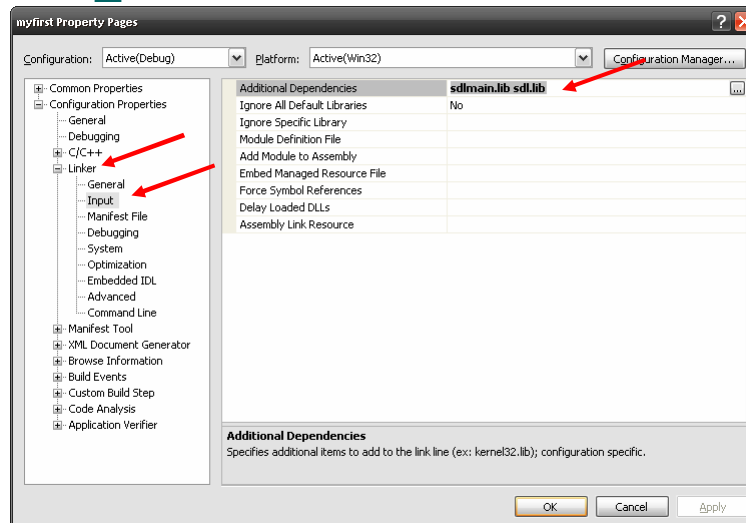 myfirst Property Pages
Configuration: Active(Debug) Platform: Active(Win32) Configuration Manager...
Common Properties
Configuration Properties
General
Debugging
C/C++
Linker
General
Input
Manifest File
Debugging
System
Optimization
Embedded IDL
Advanced
Command Line
Manifest Tool
XML Document Generator
Browse Information
Build Events
Custom Build Step
Code Analysis
Application Verifier
Additional Dependencies sdlmain.lib sdl.lib ...
Ignore All Default Libraries No
Ignore Specific Library
Module Definition File
Add Module to Assembly
Embed Managed Resource File
Force Symbol References
Delay Loaded DLLs
Assembly Link Resource
Additional Dependencies
Specifies additional items to add to the link line (ex: kernel32.lib); configuration specific.
OK Cancel Apply